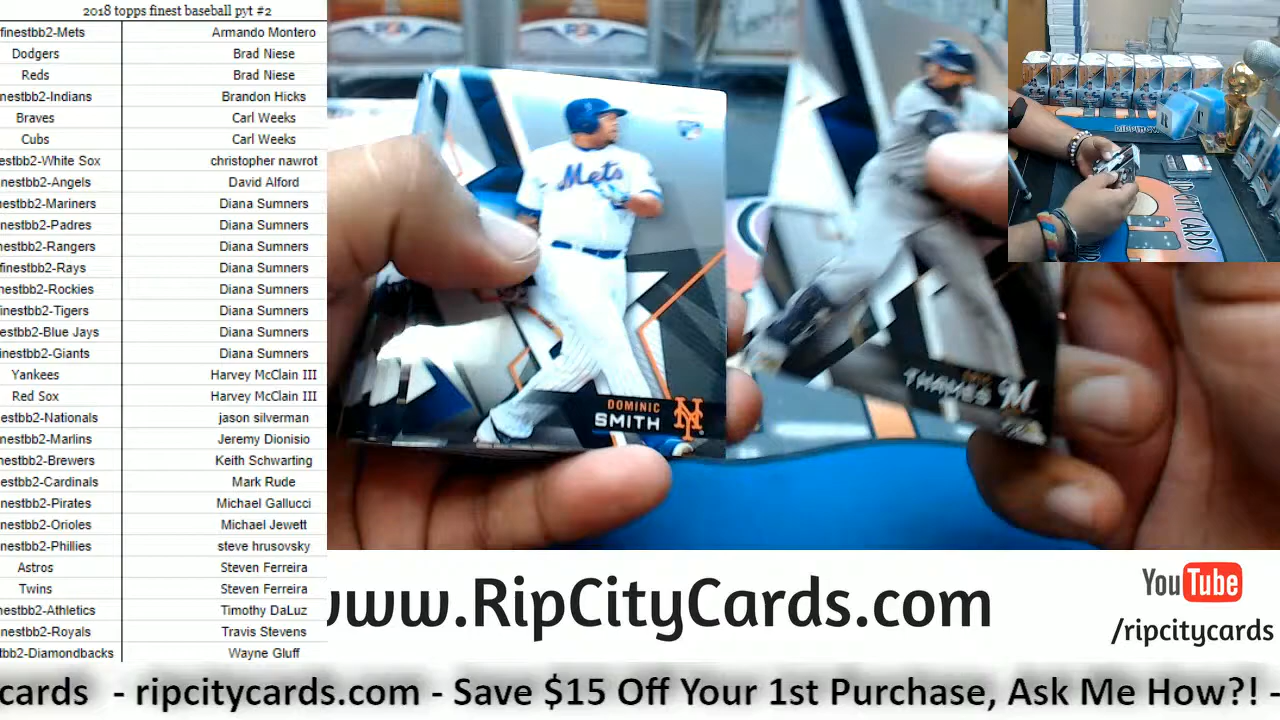 2018 topps finest baseball pyt #2
finestbb2-Mets Armando Montero
Dodgers Brad Niese
Reds Brad Niese
nestbb2-Indians Brandon Hicks
Braves Carl Weeks
Cubs Carl Weeks
estbb2-White Sox christopher nawrot
nestbb2-Angels David Alford
nestbb2-Mariners Diana Sumners
nestbb2-Padres Diana Sumners
nestbb2-Rangers Diana Sumners
finestbb2-Rays Diana Sumners
nestbb2-Rockies Diana Sumners
finestbb2-Tigers Diana Sumners
estbb2-Blue Jays Diana Sumners
inestbb2-Giants Diana Sumners
Yankees Harvey McClain III
Red Sox Harvey McClain III
nestbb2-Nationals jason silverman
nestbb2-Marlins Jeremy Dionisio
nestbb2-Brewers Keith Schwarting
estbb2-Cardinals Mark Rude
nestbb2-Pirates Michael Gallucci
nestbb2-Orioles Michael Jewett
nestbb2-Phillies steve hrusovsky
Astros Steven Ferreira
Twins Steven Ferreira
nestbb2-Athletics Timothy DaLuz
nestbb2-Royals Travis Stevens
tbb2-Diamondbacks Wayne Gluff
Mets
DOMINIC
SMITH
THAMES M
www.RipCityCards.com
YouTube
/ripcitycards
cards - ripcitycards.com - Save $15 Off Your 1st Purchase, Ask Me How?! -